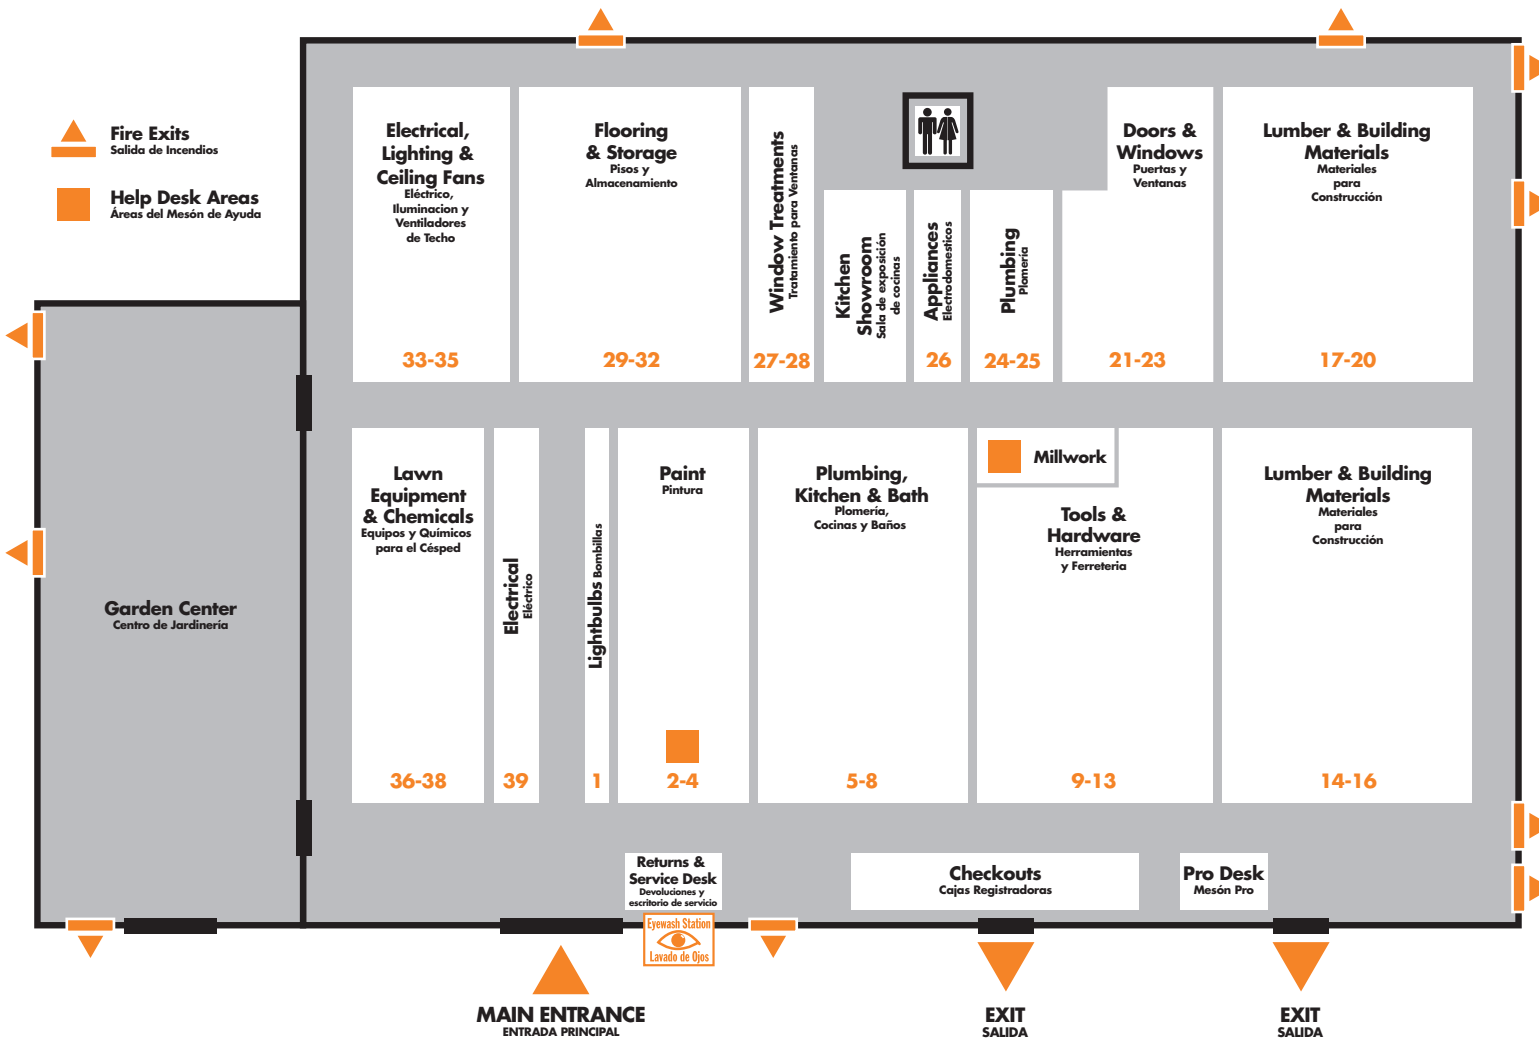 Fire Exits
Salida de Incendios
Help Desk Areas
Áreas del Mesón de Ayuda
Electrical,
Lighting &
Ceiling Fans
Eléctrico,
Iluminacion y
Ventiladores
de Techo
33-35
Flooring
& Storage
Pisos y
Almacenamiento
29-32
Window Treatments
Tratamiento para Ventanas
27-28
Kitchen
Showroom
Sala de exposición
de cocinas
Appliances
Electrodomesticos
26
Plumbing
Plomería
24-25
Doors &
Windows
Puertas y
Ventanas
21-23
Lumber & Building
Materials
Materiales
para
Construcción
17-20
Garden Center
Centro de Jardinería
Lawn
Equipment
& Chemicals
Equipos y Químicos
para el Césped
36-38
Electrical
Eléctrico
39
Lightbulbs Bombillas
1
Paint
Pintura
2-4
Plumbing,
Kitchen & Bath
Plomería,
Cocinas y Baños
5-8
Millwork
Tools &
Hardware
Herramientas
y Ferreteria
9-13
Lumber & Building
Materials
Materiales
para
Construcción
14-16
Returns &
Service Desk
Devoluciones y
escritorio de servicio
Checkouts
Cajas Registradoras
Pro Desk
Mesón Pro
Eyewash Station
Lavado de Ojos
MAIN ENTRANCE
ENTRADA PRINCIPAL
EXIT
SALIDA
EXIT
SALIDA